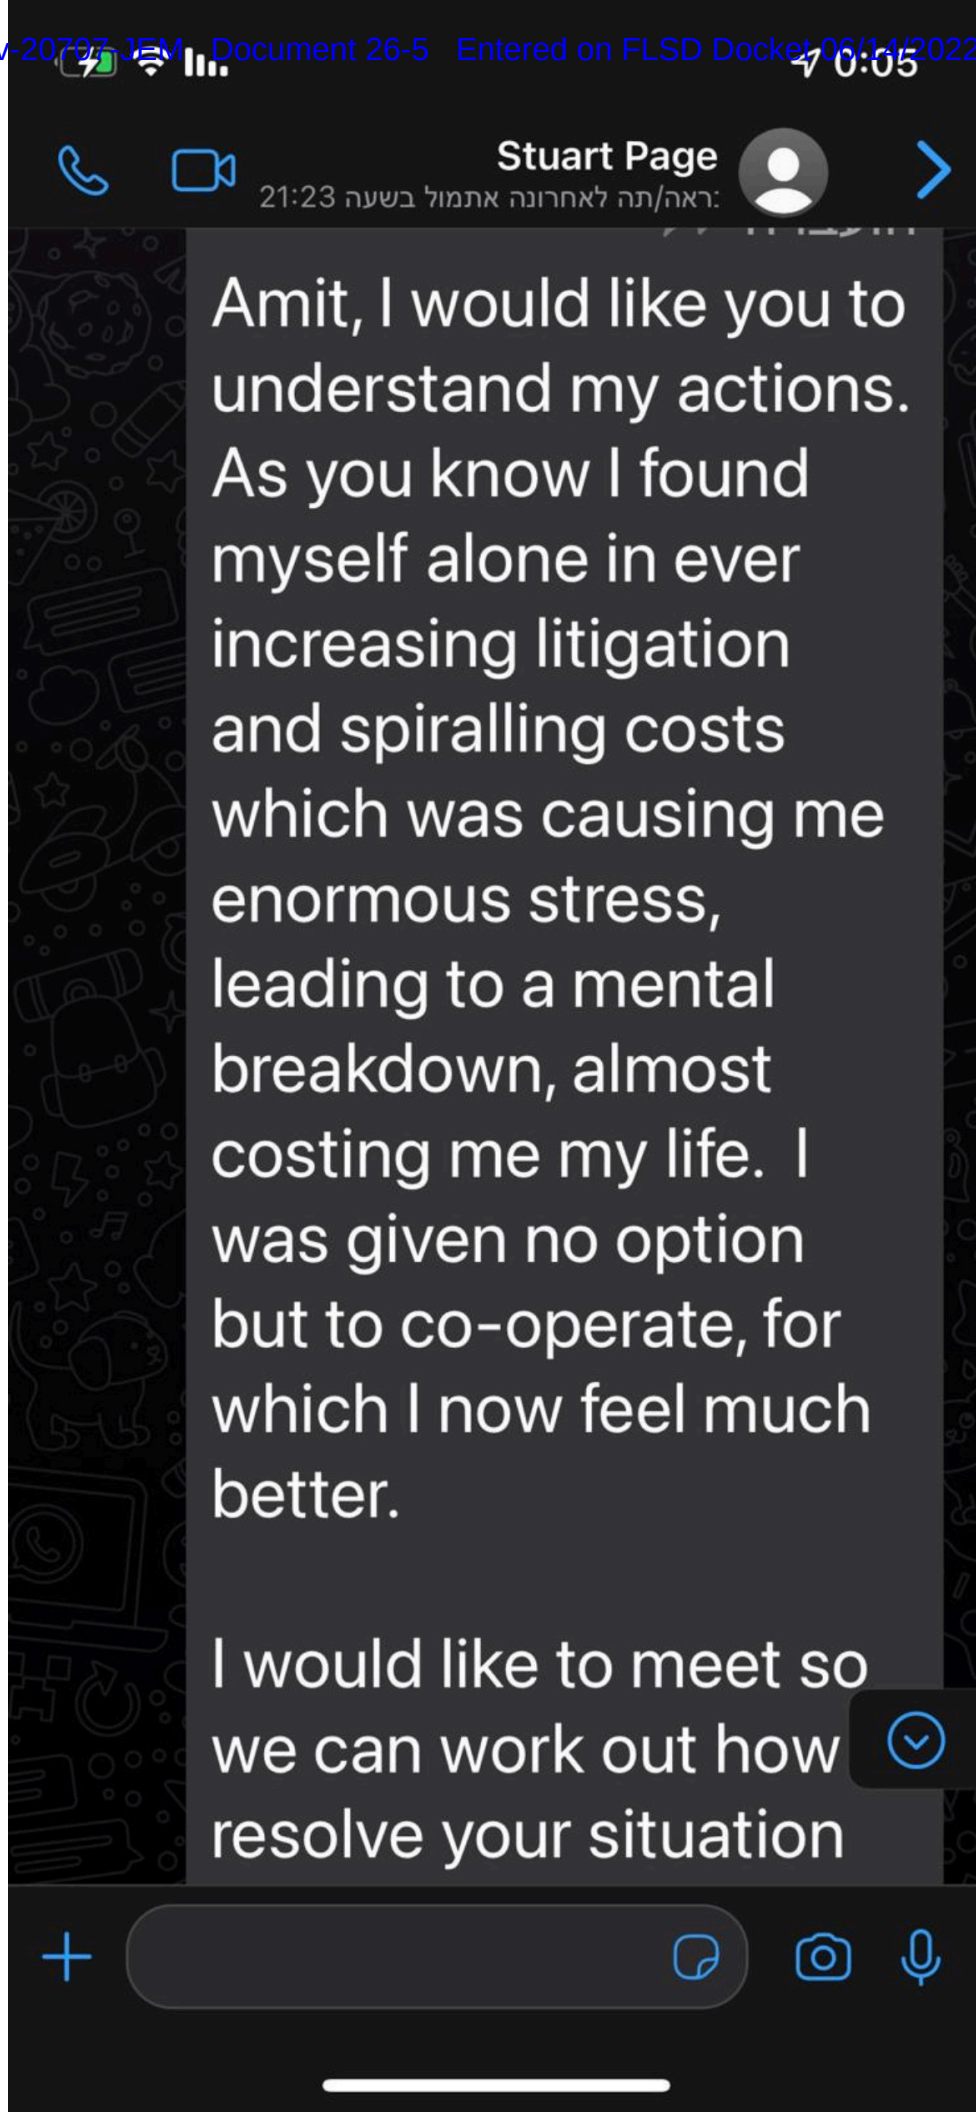 v-20707-JEM Document 26-5 Entered on FLSD Docket 06/14/2022
0:05
Stuart Page
ראה/תה לאחרונה אתמול בשעה 21:23:
Amit, I would like you to
understand my actions.
As you know I found
myself alone in ever
increasing litigation
and spiralling costs
which was causing me
enormous stress,
leading to a mental
breakdown, almost
costing me my life.  I
was given no option
but to co-operate, for
which I now feel much
better.
I would like to meet so
we can work out how
resolve your situation